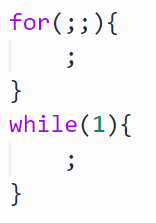 for(;;){
    ;
}
while(1){
    ;
}